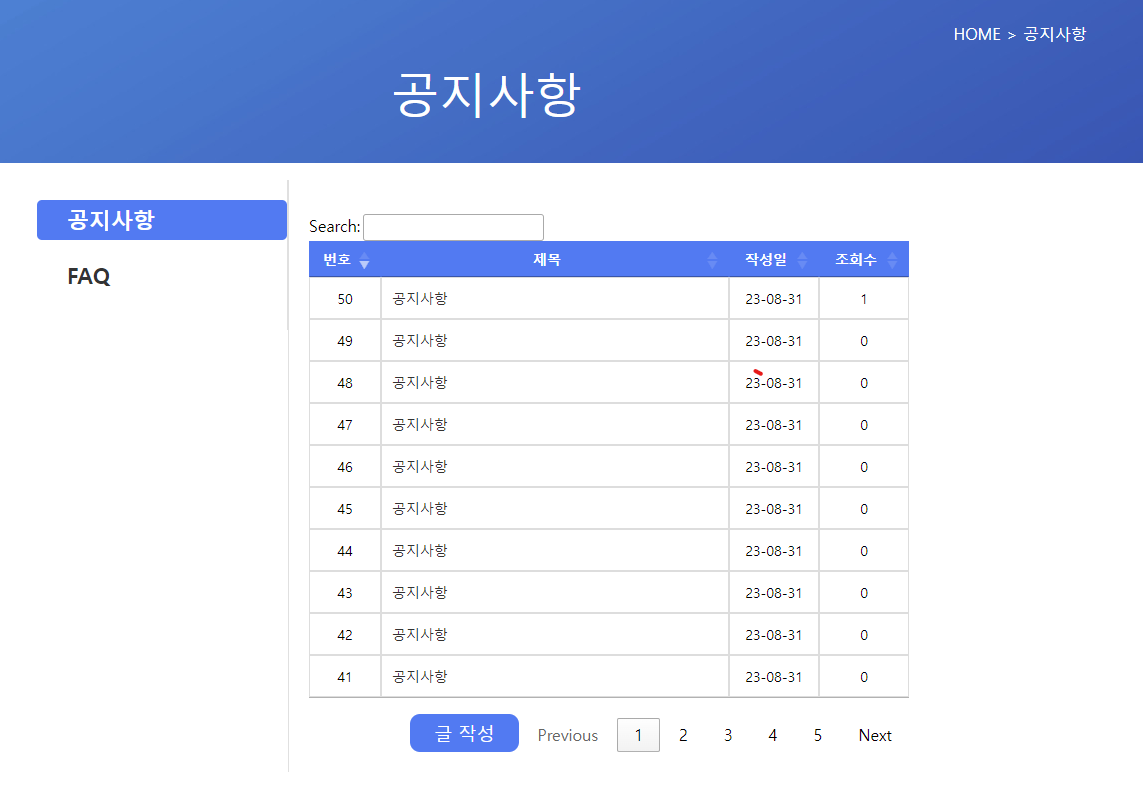 HOME > 공지사항
공지사항
공지사항
FAQ
Search:
번호 제목 작성일 조회수
50 공지사항 23-08-31 1
49 공지사항 23-08-31 0
48 공지사항 23-08-31 0
47 공지사항 23-08-31 0
46 공지사항 23-08-31 0
45 공지사항 23-08-31 0
44 공지사항 23-08-31 0
43 공지사항 23-08-31 0
42 공지사항 23-08-31 0
41 공지사항 23-08-31 0
글 작성 Previous 1 2 3 4 5 Next